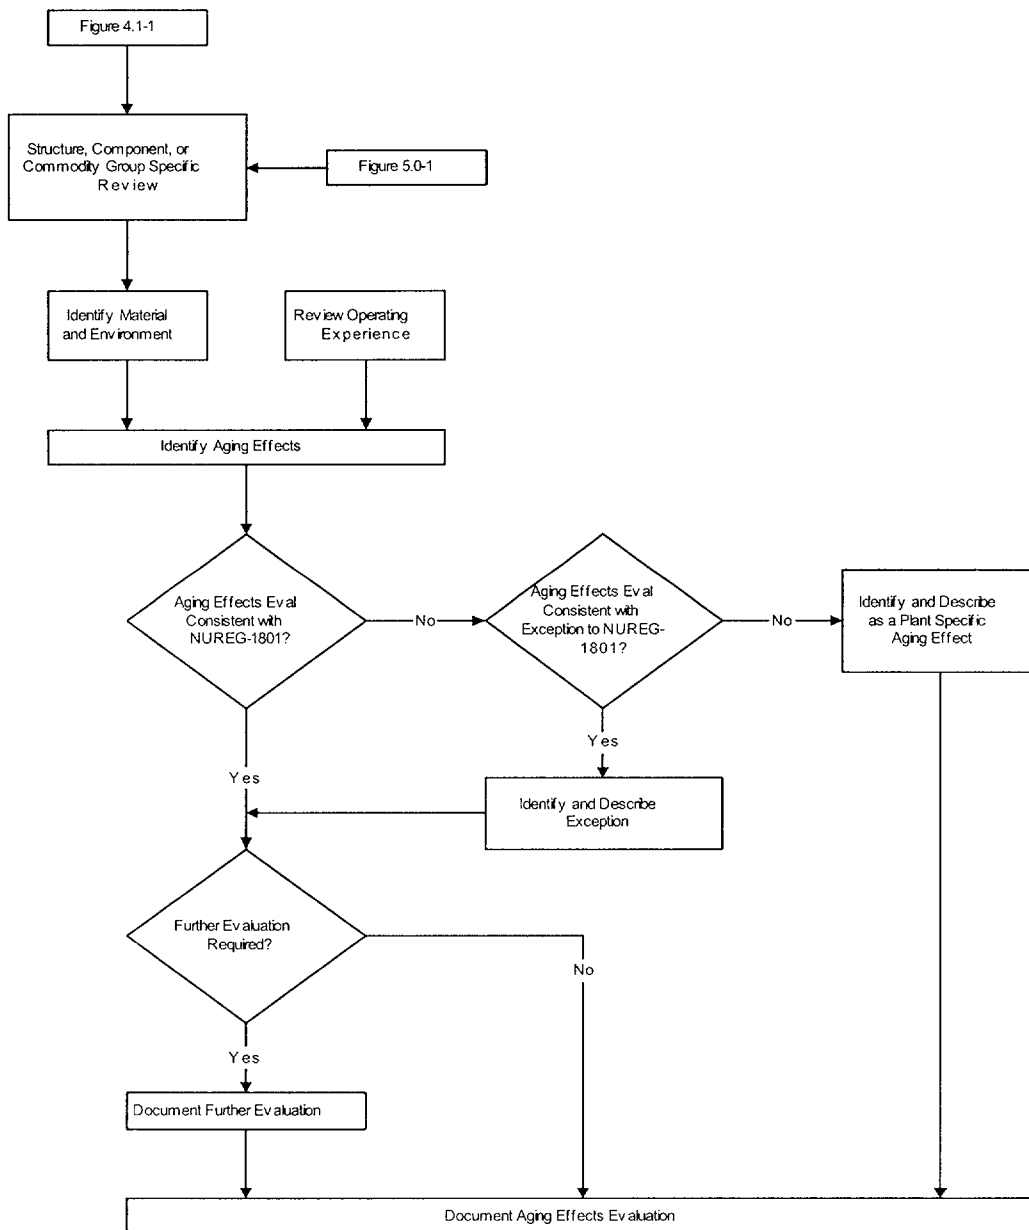 Figure 4.1-1
Structure, Component, or
Commodity Group Specific
Review
Figure 5.0-1
Identify Material
and Environment
Review Operating
Experience
Identify Aging Effects
Aging Effects Eval
Consistent with
NUREG-1801?
No
Aging Effects Eval
Consistent with
Exception to NUREG-
1801?
No
Identify and Describe
as a Plant Specific
Aging Effect
Yes
Yes
Identify and Describe
Exception
Further Evaluation
Required?
No
Yes
Document Further Evaluation
Document Aging Effects Evaluation